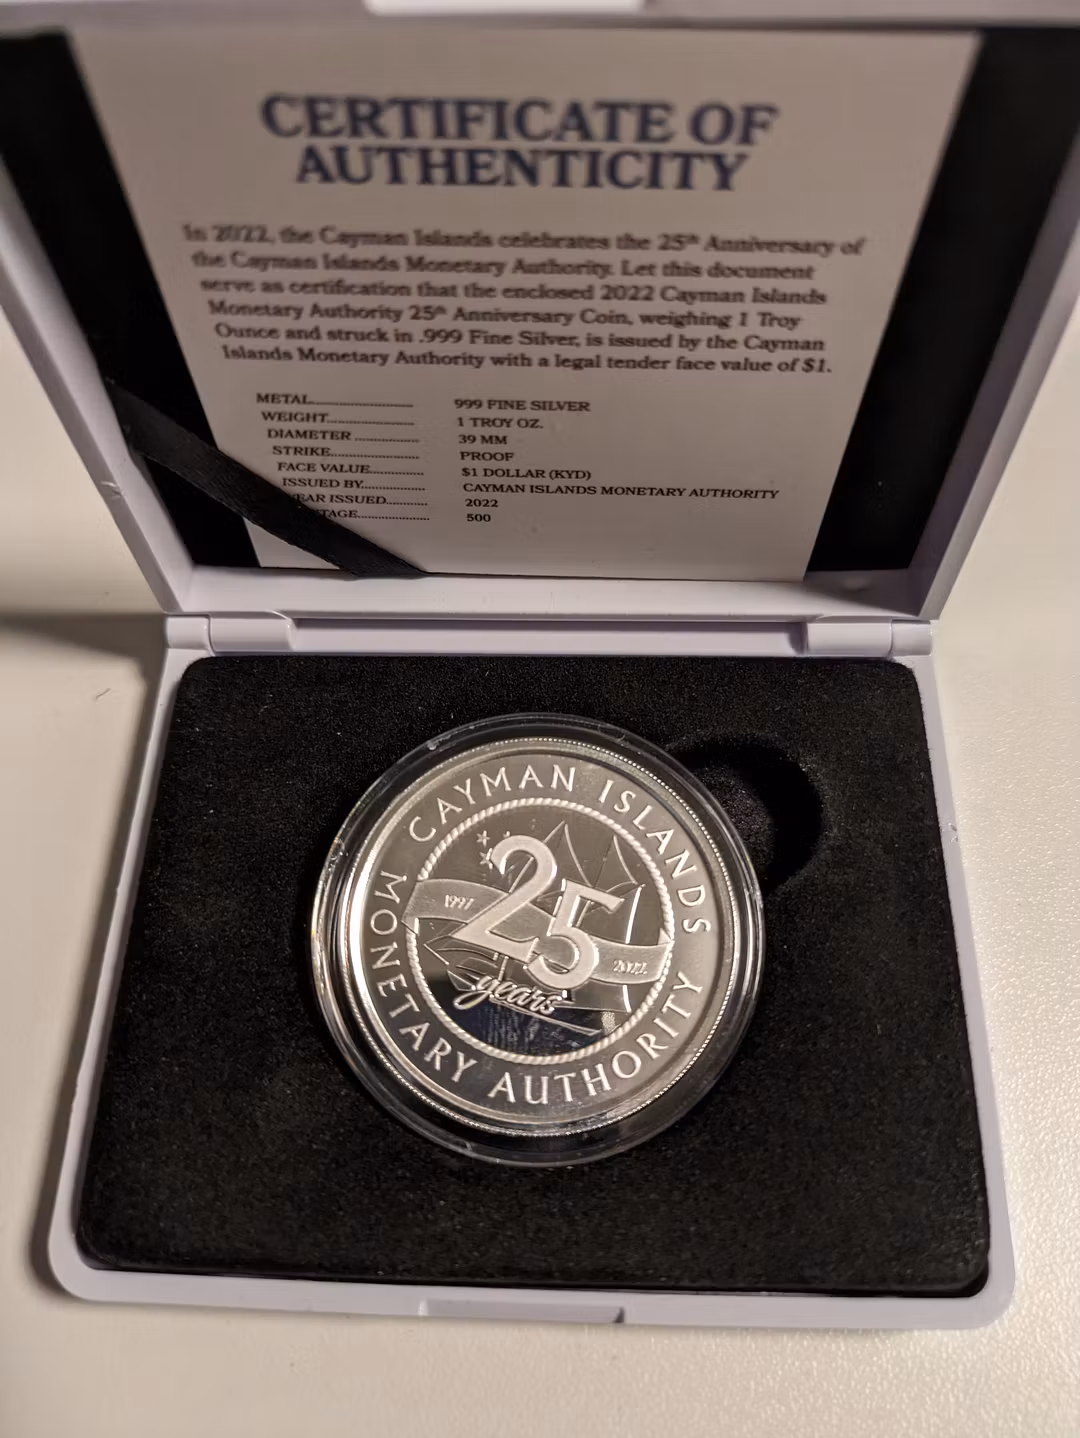 CERTIFICATE OF
AUTHENTICITY
In 2022, the Cayman Islands celebrates the 25th Anniversary of
the Cayman Islands Monetary Authority. Let this document
serve as certification that the enclosed 2022 Cayman Islands
Monetary Authority 25th Anniversary Coin, weighing 1 Troy
Ounce and struck in .999 Fine Silver, is issued by the Cayman
Islands Monetary Authority with a legal tender face value of $1.
METAL........................ 999 FINE SILVER
WEIGHT..................... 1 TROY OZ.
DIAMETER ............... 39 MM
STRIKE..................... PROOF
FACE VALUE............. $1 DOLLAR (KYD)
ISSUED BY................ CAYMAN ISLANDS MONETARY AUTHORITY
EAR ISSUED.......... 2022
TAGE.................. 500
CAYMAN ISLANDS
MONETARY AUTHORITY
1997
25
2022
years